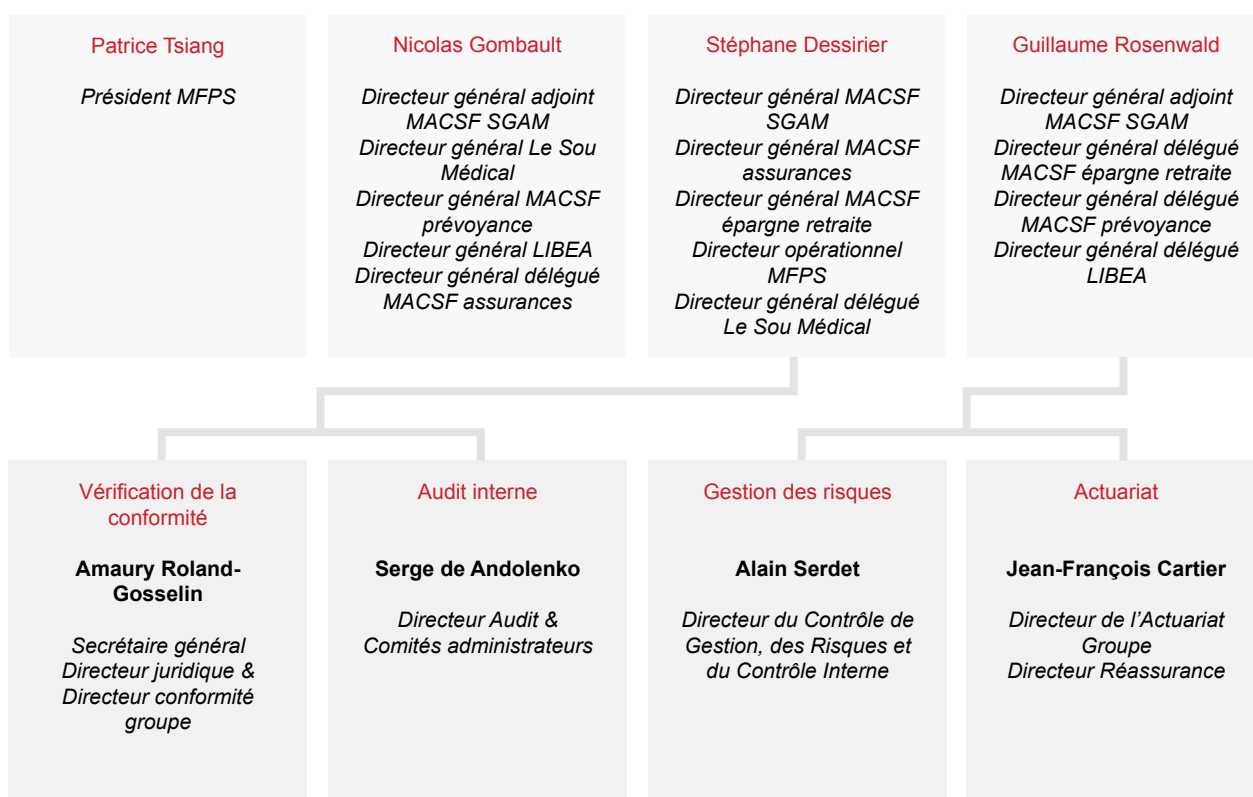 Patrice Tsiang
Président MFPS
Nicolas Gombault
Directeur général adjoint
MACSF SGAM
Directeur général Le Sou
Médical
Directeur général MACSF
prévoyance
Directeur général LIBEA
Directeur général délégué
MACSF assurances
Stéphane Dessirier
Directeur général MACSF
SGAM
Directeur général MACSF
assurances
Directeur général MACSF
épargne retraite
Directeur opérationnel
MFPS
Directeur général délégué
Le Sou Médical
Guillaume Rosenwald
Directeur général adjoint
MACSF SGAM
Directeur général délégué
MACSF épargne retraite
Directeur général délégué
MACSF prévoyance
Directeur général délégué
LIBEA
Vérification de la
conformité
Amaury Roland-
Gosselin
Secrétaire général
Directeur juridique &
Directeur conformité
groupe
Audit interne
Serge de Andolenko
Directeur Audit &
Comités administrateurs
Gestion des risques
Alain Serdet
Directeur du Contrôle de
Gestion, des Risques et
du Contrôle Interne
Actuariat
Jean-François Cartier
Directeur de l’Actuariat
Groupe
Directeur Réassurance